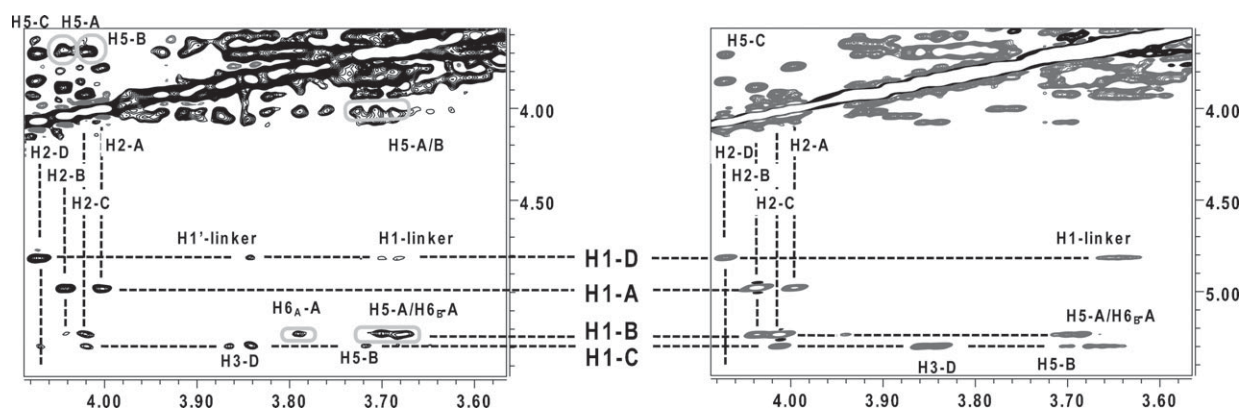 H5-C H5-A
H5-B
H2-D
H2-B
H2-C
H2-A
H5-A/B
4.00
4.50
5.00
H1'-linker
H1-linker
H6A-A
H5-A/H6B-A
H3-D
H5-B
4.00 3.90 3.80 3.70 3.60
H1-D
H1-A
H1-B
H1-C
H5-C
H2-D
H2-B
H2-C
H2-A
4.00
4.50
5.00
H1-linker
H5-A/H6B-A
H3-D
H5-B
4.00 3.90 3.80 3.70 3.60